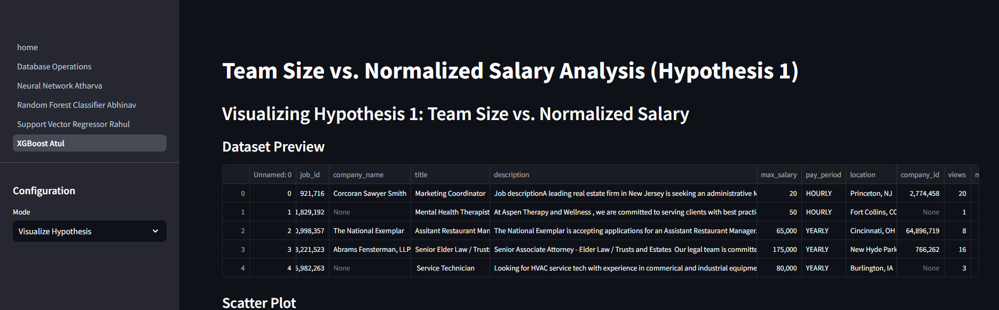 home
Database Operations
Neural Network Atharva
Random Forest Classifier Abhinav
Support Vector Regressor Rahul
XGBoost Atul
Configuration
Mode
Visualize Hypothesis
Team Size vs. Normalized Salary Analysis (Hypothesis 1)
Visualizing Hypothesis 1: Team Size vs. Normalized Salary
Dataset Preview
Unnamed: 0 job_id company_name title description max_salary pay_period location company_id views
0 0 921,716 Corcoran Sawyer Smith Marketing Coordinator Job descriptionA leading real estate firm in New Jersey is seeking an administrative M 20 HOURLY Princeton, NJ 2,774,458 20
1 1 1,829,192 None Mental Health Therapist At Aspen Therapy and Wellness , we are committed to serving clients with best practi 50 HOURLY Fort Collins, CO None 1
2 2 0,998,357 The National Exemplar Assitant Restaurant Man The National Exemplar is accepting applications for an Assistant Restaurant Manager. 65,000 YEARLY Cincinnati, OH 64,896,719 8
3 3 3,221,523 Abrams Fensterman, LLP Senior Elder Law / Trust Senior Associate Attorney - Elder Law / Trusts and Estates Our legal team is committe 175,000 YEARLY New Hyde Park 766,262 16
4 4 5,982,263 None Service Technician Looking for HVAC service tech with experience in commerical and industrial equipme 80,000 YEARLY Burlington, IA None 3
Scatter Plot